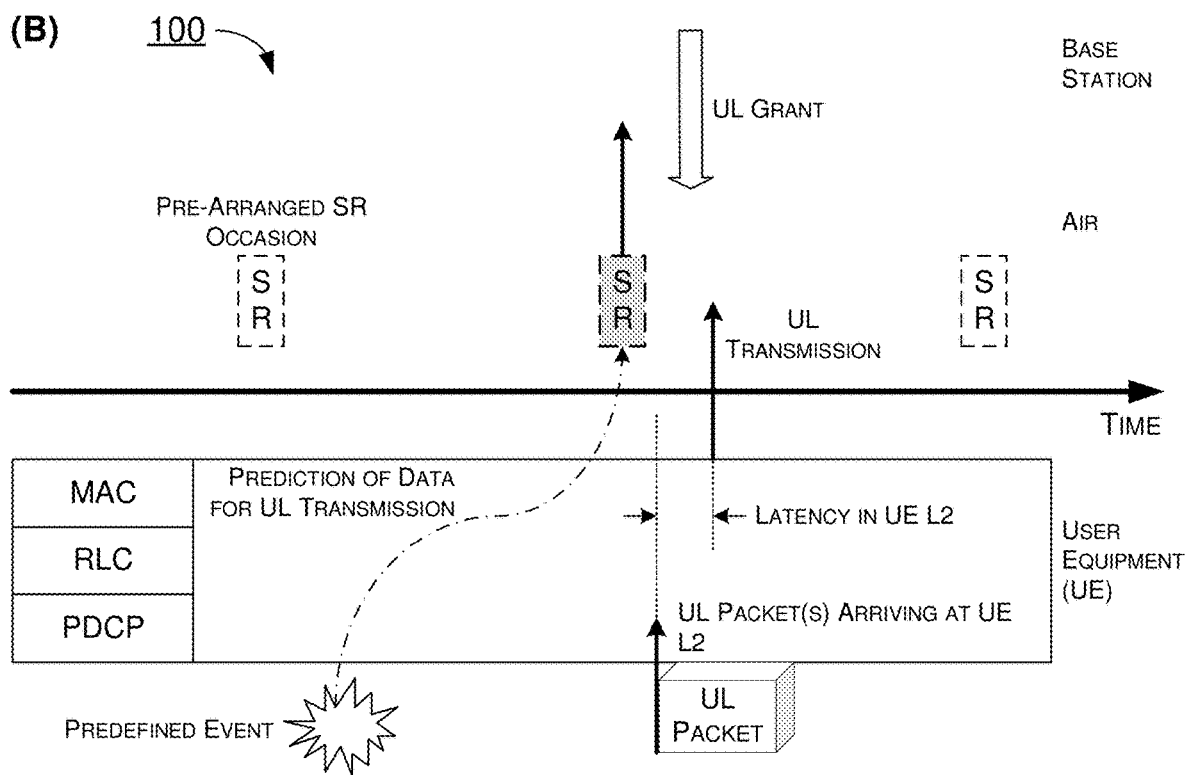 (B)
100
BASE
STATION
UL GRANT
PRE-ARRANGED SR
OCCASION
AIR
S
R
S
R
S
R
UL
TRANSMISSION
TIME
MAC
RLC
PDCP
PREDICTION OF DATA
FOR UL TRANSMISSION
LATENCY IN UE L2
USER
EQUIPMENT
(UE)
UL PACKET(S) ARRIVING AT UE
L2
PREDEFINED EVENT
UL
PACKET